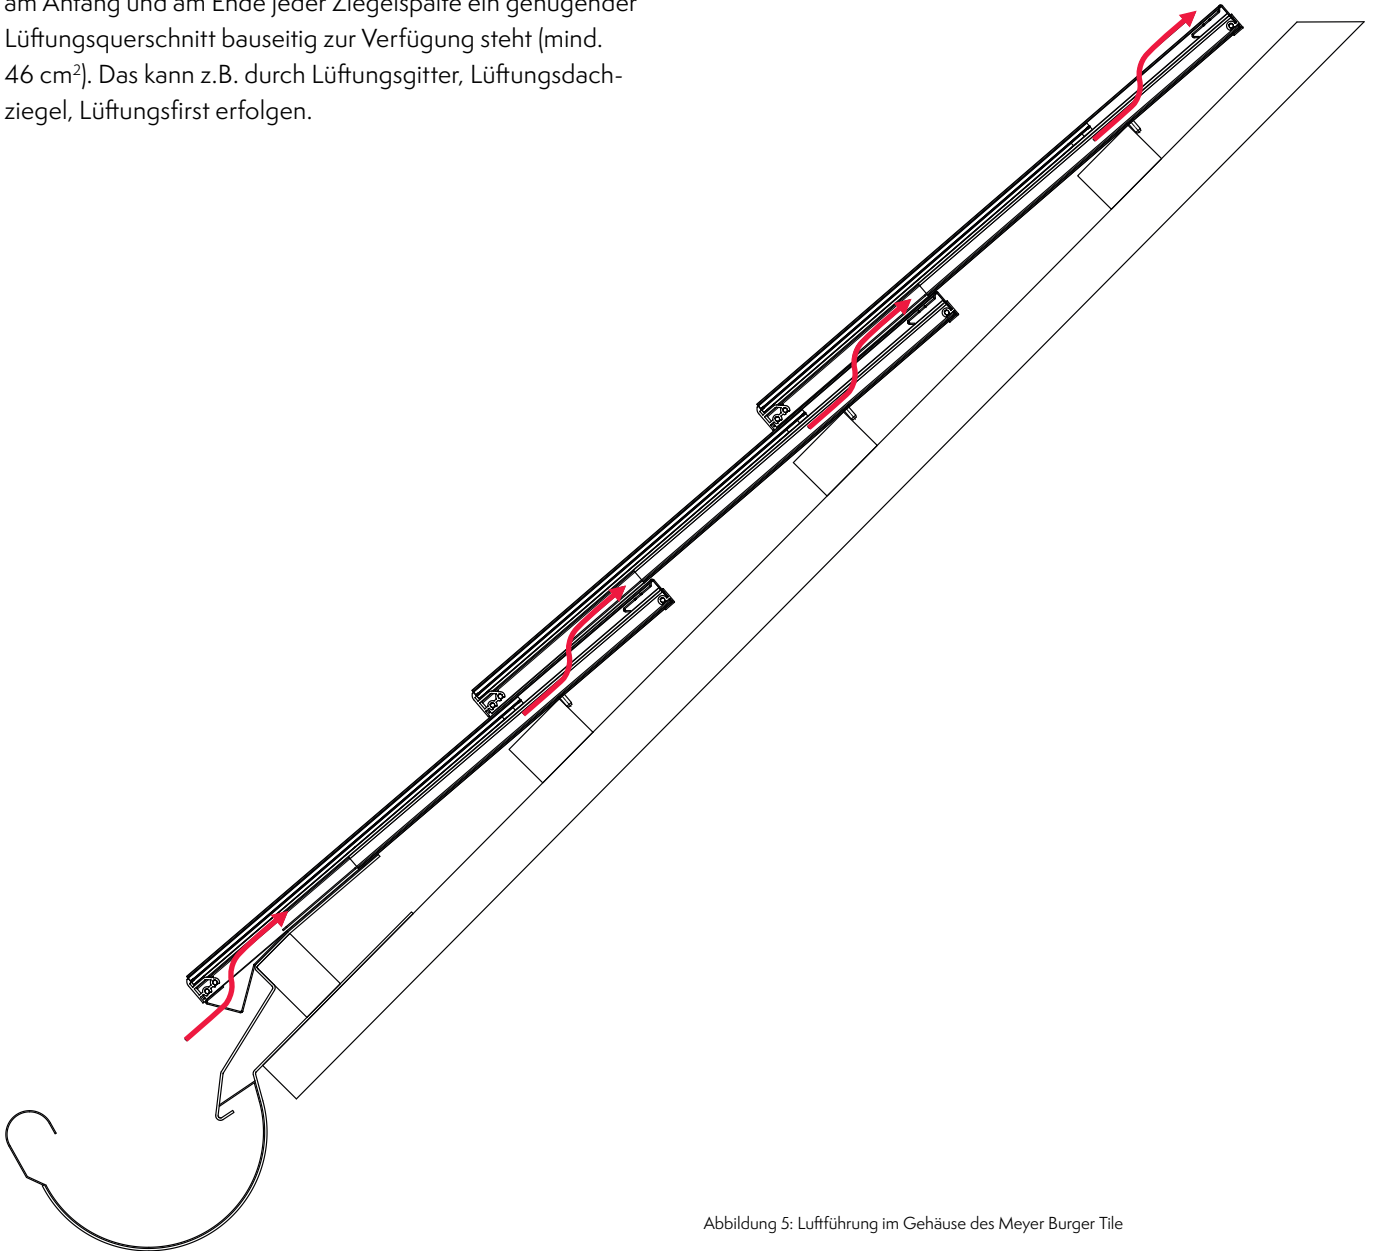 am Anfang und am Ende jeder Ziegelspalte ein genügender
Lüftungsquerschnitt bauseitig zur Verfügung steht (mind.
46 cm²). Das kann z.B. durch Lüftungsgitter, Lüftungsdach-
ziegel, Lüftungsfirst erfolgen.
Abbildung 5: Luftführung im Gehäuse des Meyer Burger Tile